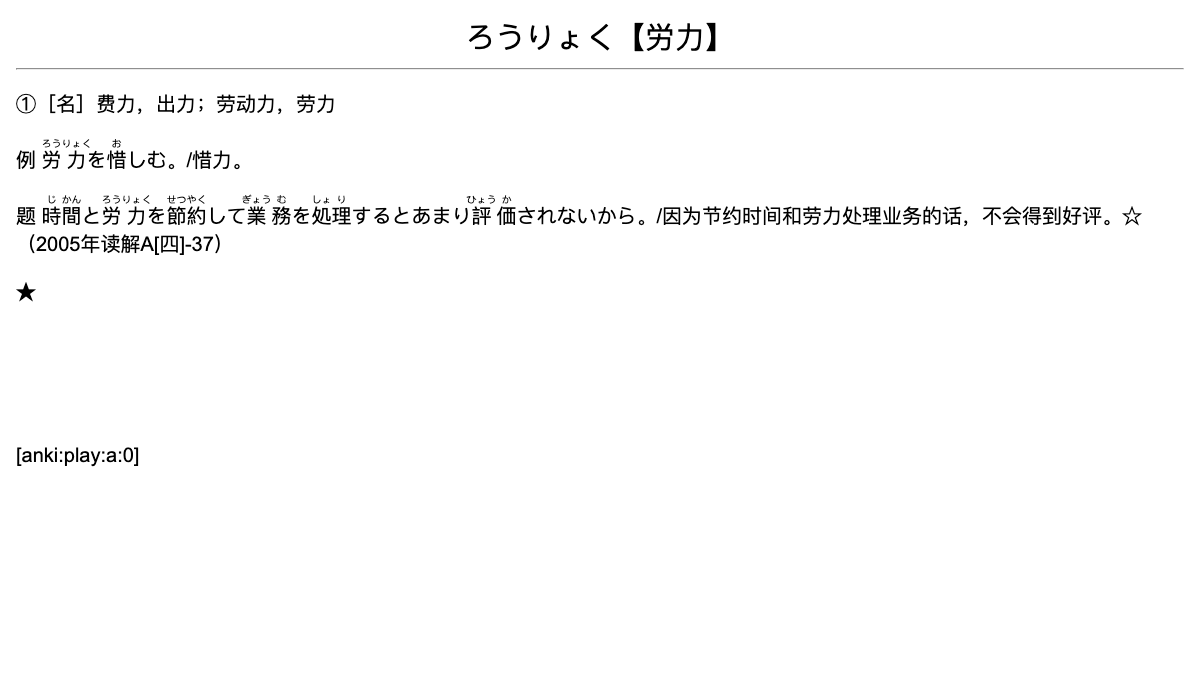 ろうりょく【労力】
①［名］费力，出力；劳动力，劳力
ろうりょく お
例 労力を惜しむ。/惜力。
じかん ろうりょく せつやく ぎょうむ しょり ひょうか
题 時間と労力を節約して業務を処理するとあまり評価されないから。/因为节约时间和劳力处理业务的话，不会得到好评。☆
（2005年读解A[四]-37）
★
[anki:play:a:0]